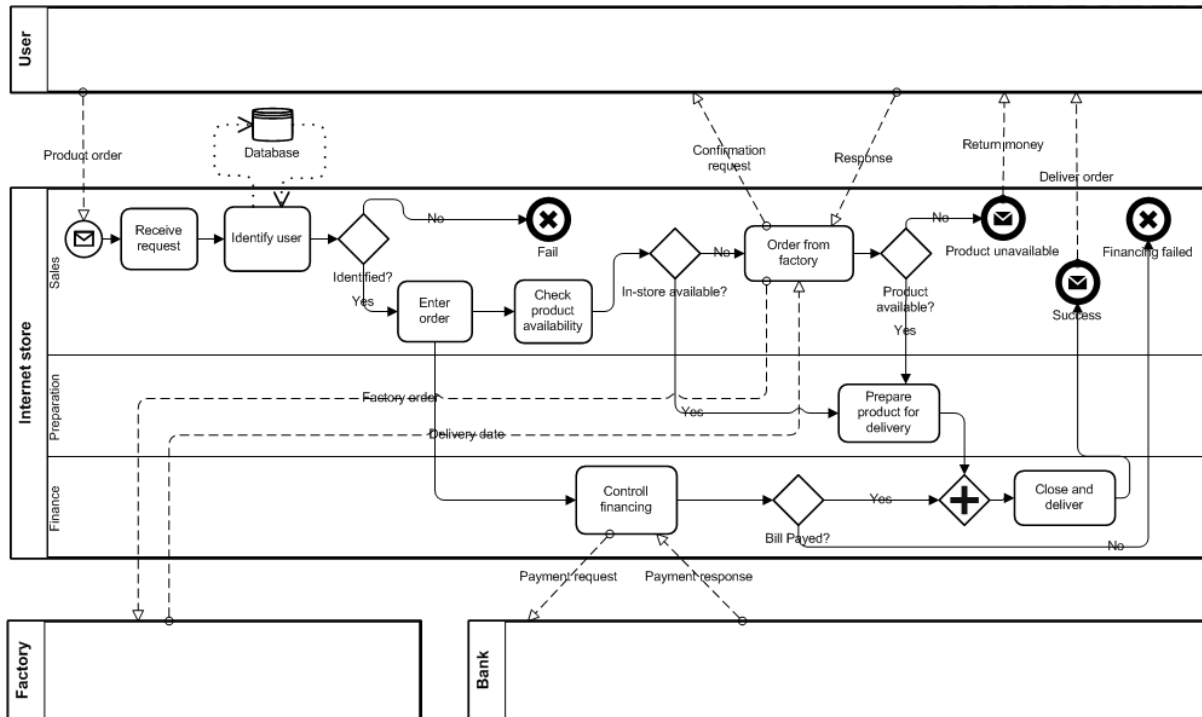 User
Product order
Database
Confirmation
request
Response
Return money
Deliver order
Internet store
Sales
Receive
request
Identify user
Identified?
No
Fail
Yes
Enter
order
Check
product
availability
In-store available?
No
Order from
factory
Product
available?
No
Product unavailable
Yes
Success
Financing failed
Preparation
Factory order
Delivery date
Yes
Prepare
product for
delivery
Finance
Controll
financing
Bill Payed?
Yes
Close and
deliver
No
Payment request
Payment response
Factory
Bank